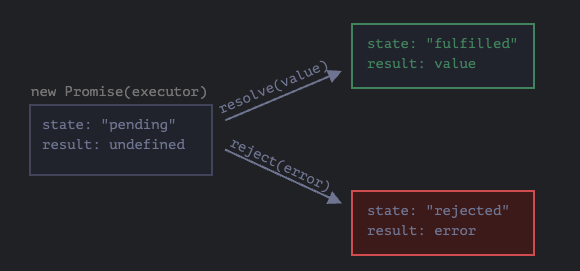 new Promise(executor)
state: "pending"
result: undefined
resolve(value)
reject(error)
state: "fulfilled"
result: value
state: "rejected"
result: error